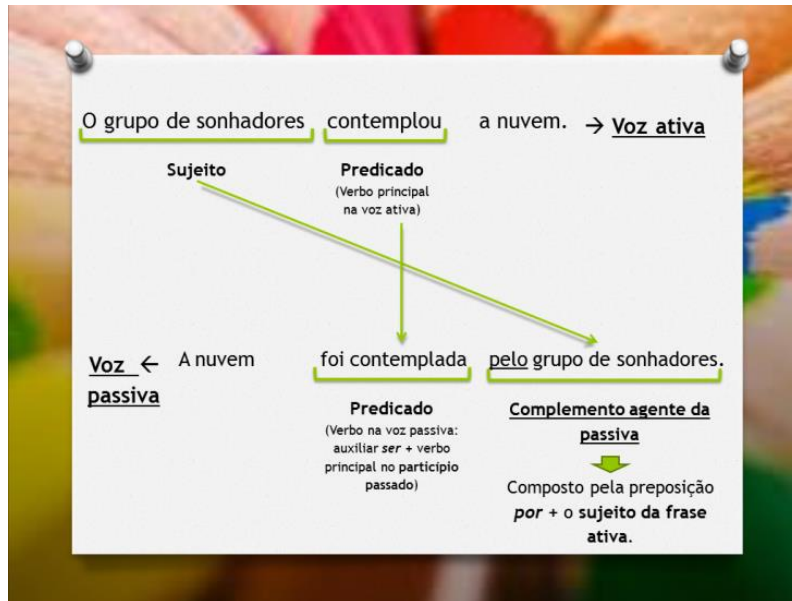 O grupo de sonhadores contemplou a nuvem. → Voz ativa
Sujeito
Predicado
(Verbo principal
na voz ativa)
Voz ← A nuvem foi contemplada pelo grupo de sonhadores.
passiva
Predicado
(Verbo na voz passiva:
auxiliar ser + verbo
principal no particípio
passado)
Complemento agente da
passiva
Composto pela preposição
por + o sujeito da frase
ativa.